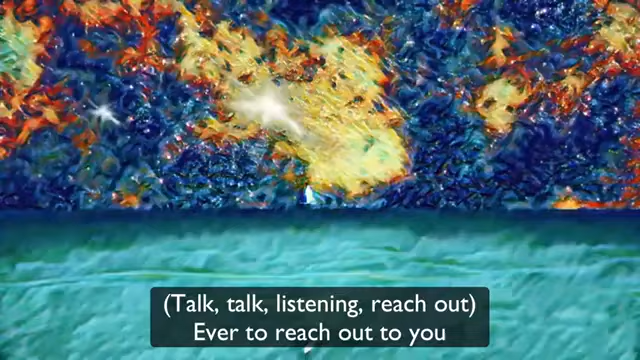 (Talk, talk, listening, reach out)
Ever to reach out to you